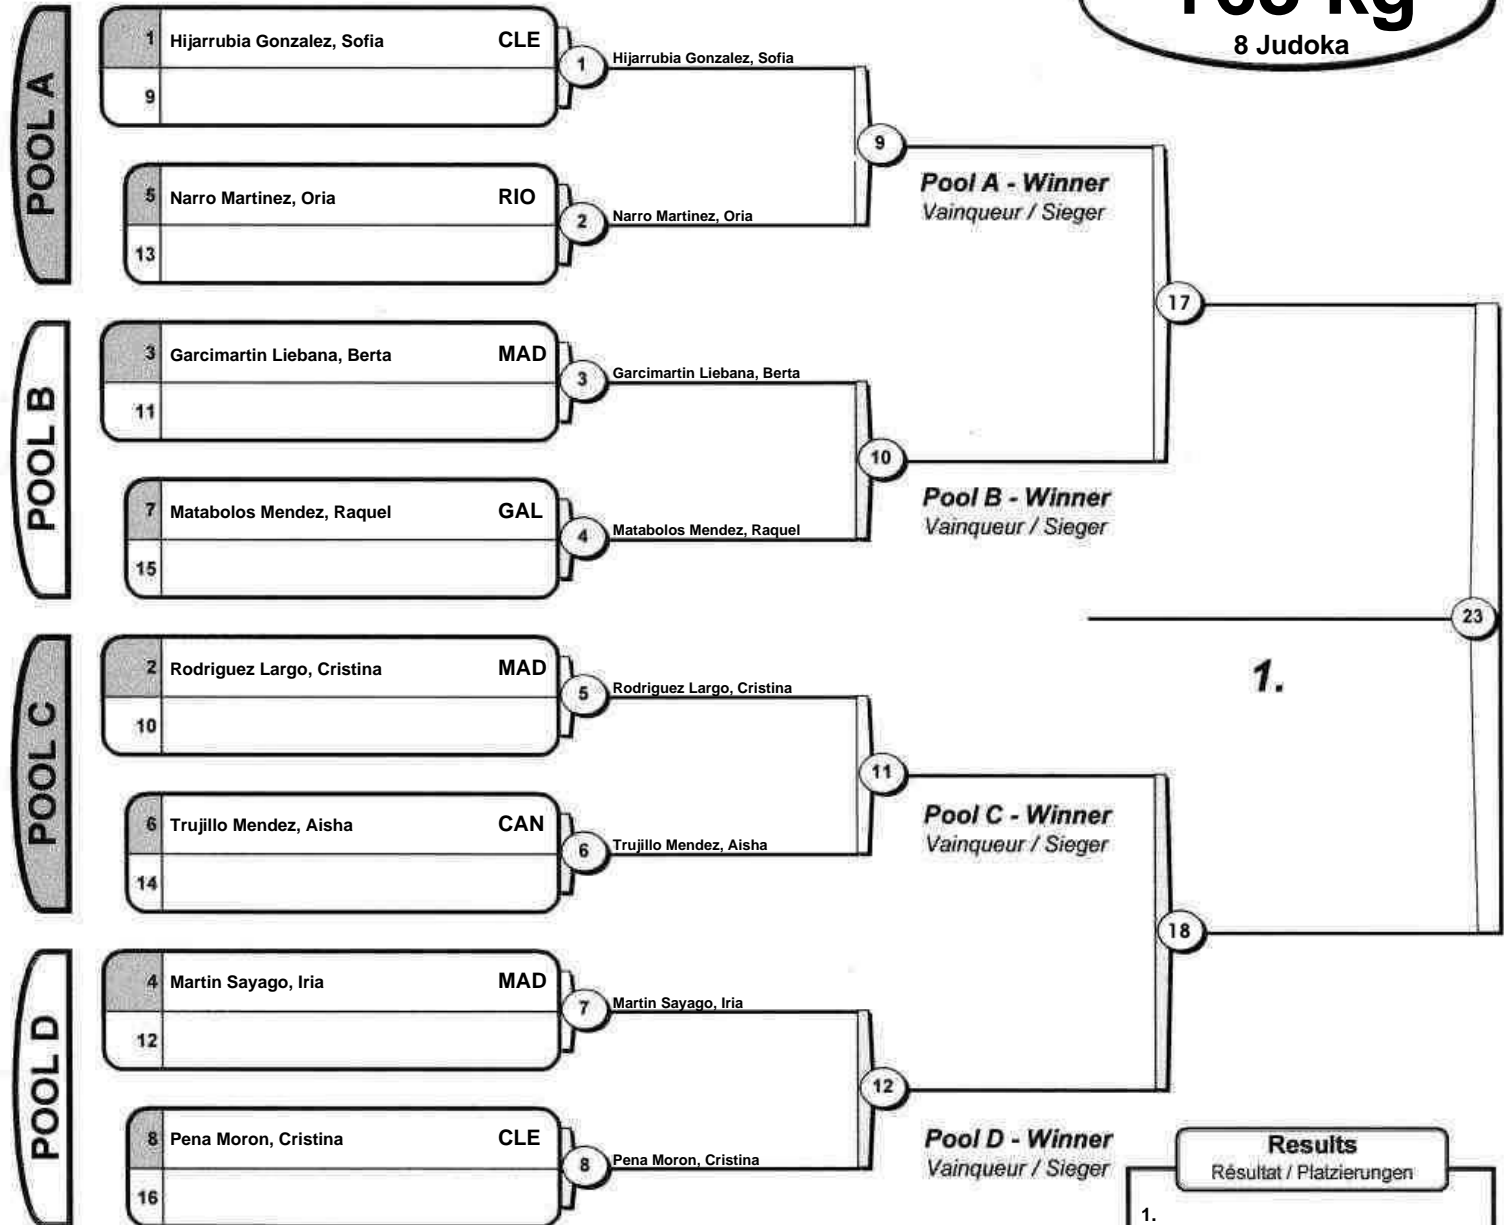 kg
8 Judoka
POOL A
1 Hijarrubia Gonzalez, Sofia CLE
9
1 Hijarrubia Gonzalez, Sofia
5 Narro Martinez, Oria RIO
13
2 Narro Martinez, Oria
9
Pool A - Winner
Vainqueur / Sieger
POOL B
3 Garcimartin Liebana, Berta MAD
11
3 Garcimartin Liebana, Berta
7 Matabolos Mendez, Raquel GAL
15
4 Matabolos Mendez, Raquel
10
Pool B - Winner
Vainqueur / Sieger
17
POOL C
2 Rodriguez Largo, Cristina MAD
10
5 Rodriguez Largo, Cristina
6 Trujillo Mendez, Aisha CAN
14
6 Trujillo Mendez, Aisha
11
Pool C - Winner
Vainqueur / Sieger
23
1.
POOL D
4 Martin Sayago, Iria MAD
12
7 Martin Sayago, Iria
8 Pena Moron, Cristina CLE
16
8 Pena Moron, Cristina
12
Pool D - Winner
Vainqueur / Sieger
18
Results
Résultat / Platzierungen
1.